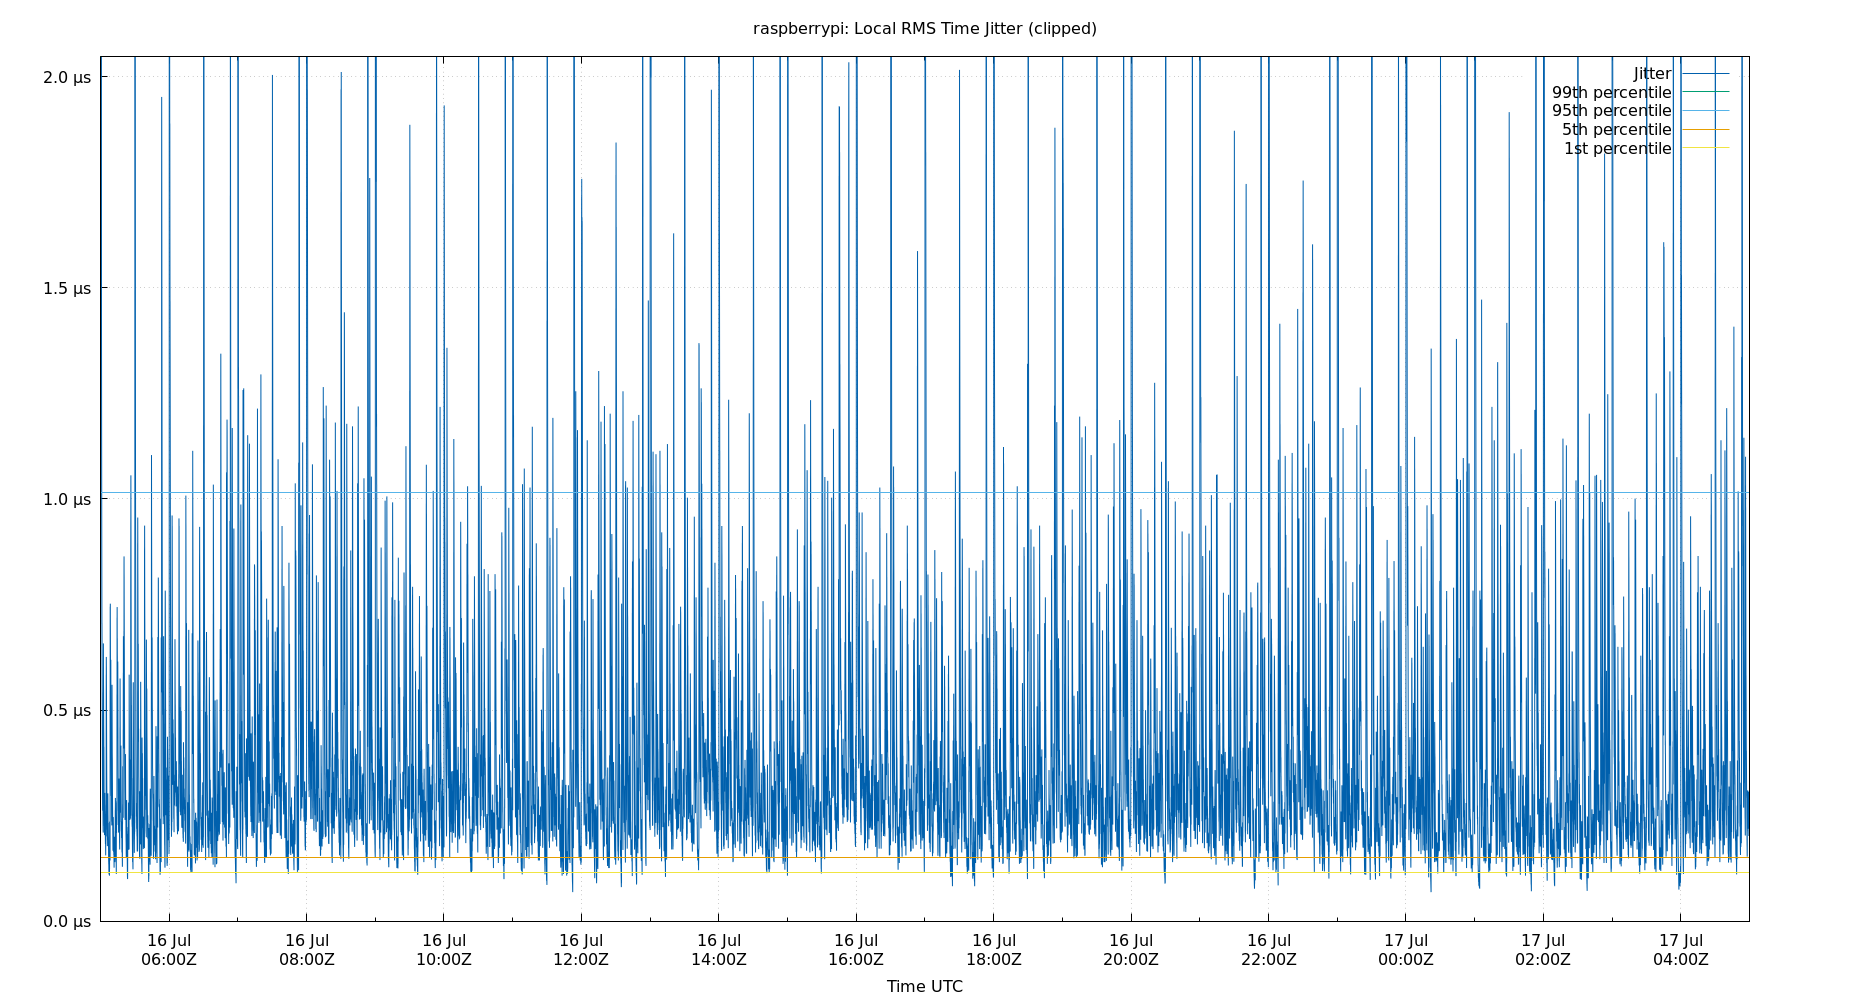 raspberrypi: Local RMS Time Jitter (clipped)
2.0 µs
1.5 µs
1.0 µs
0.5 µs
0.0 µs
Jitter
99th percentile
95th percentile
5th percentile
1st percentile
16 Jul 16 Jul 16 Jul 16 Jul 16 Jul 16 Jul 16 Jul 16 Jul 16 Jul 17 Jul 17 Jul 17 Jul
06:00Z 08:00Z 10:00Z 12:00Z 14:00Z 16:00Z 18:00Z 20:00Z 22:00Z 00:00Z 02:00Z 04:00Z
Time UTC